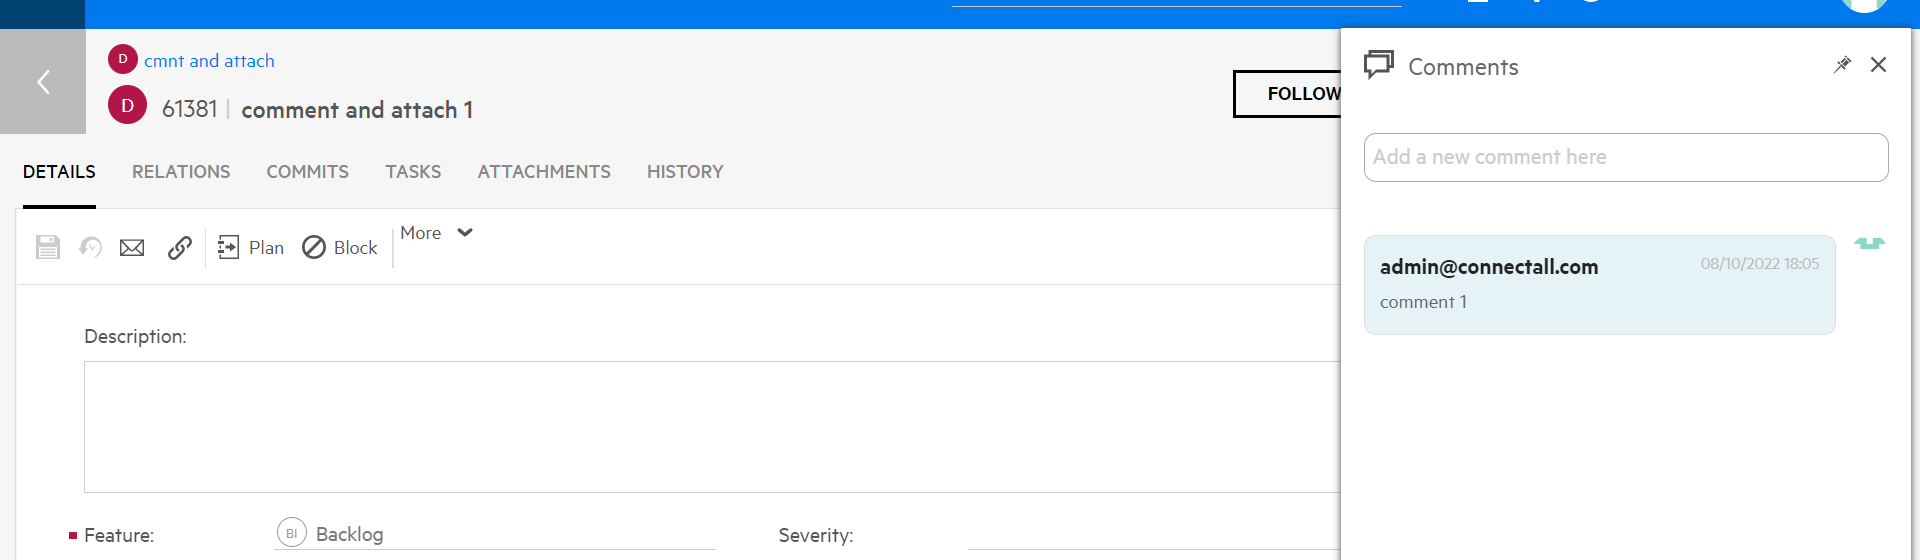 D cmnt and attach
D 61381 | comment and attach 1
FOLLOW
DETAILS RELATIONS COMMITS TASKS ATTACHMENTS HISTORY
Plan Block More
Description:
Feature: BI Backlog Severity:
Comments
Add a new comment here
admin@connectall.com 08/10/2022 18:05
comment 1